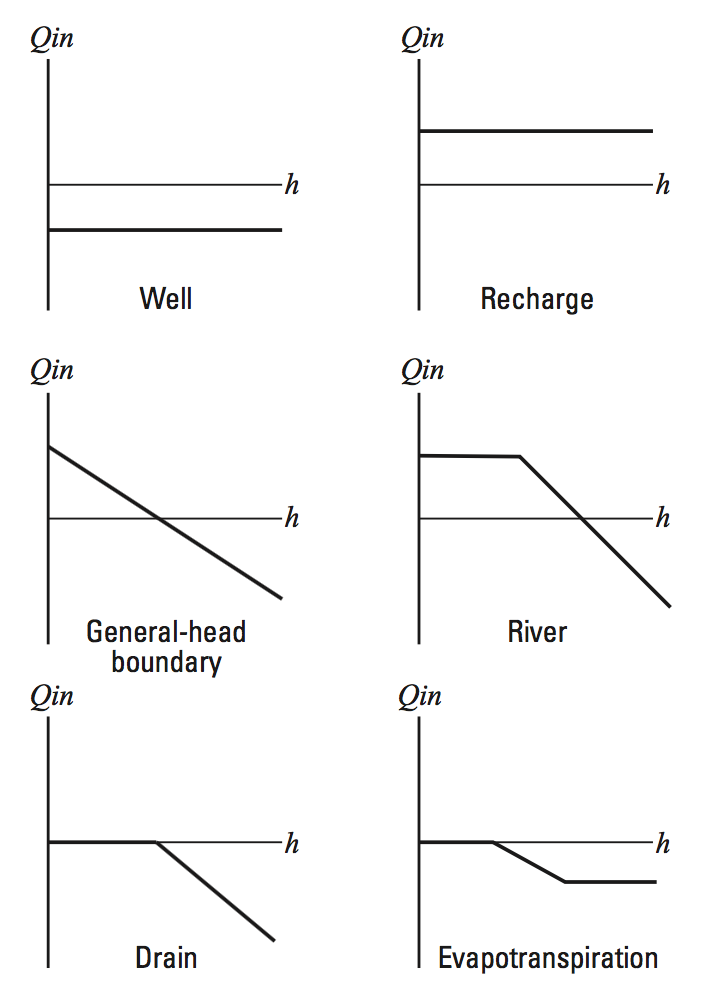 Qin
Qin
h
h
Well
Recharge
Qin
Qin
h
h
General-head
boundary
River
Qin
Qin
h
h
Drain
Evapotranspiration